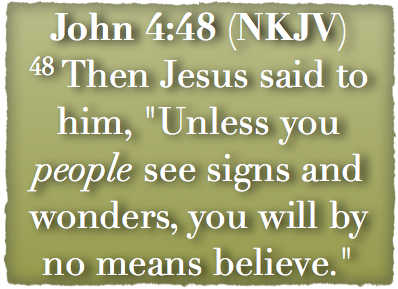 John 4:48 (NKJV)
48 Then Jesus said to
him, "Unless you
people see signs and
wonders, you will by
no means believe."